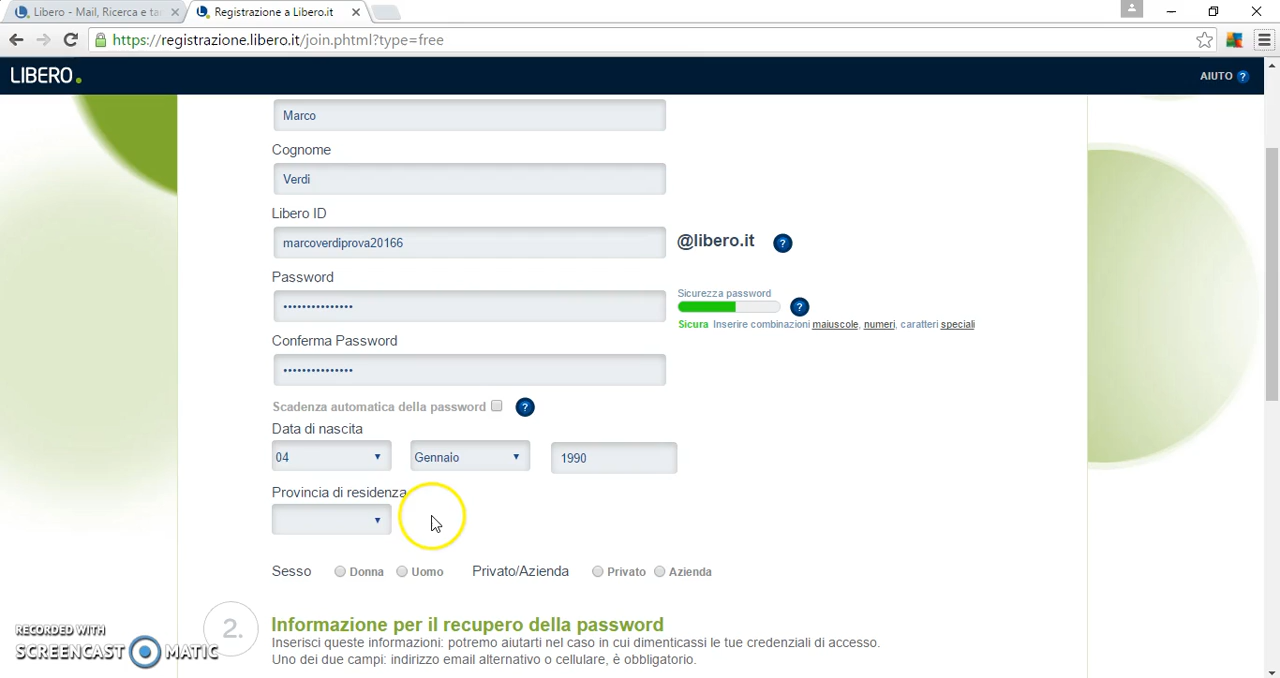 Libero - Mail, Ricerca e ta
Registrazione a Libero.it
https://registrazione.libero.it/join.phtml?type=free
LIBERO.
AIUTO ?
Marco
Cognome
Verdi
Libero ID
marcoverdiprova20166
@libero.it ?
Password
Sicurezza password
•••••••••••••••
?
Sicura Inserire combinazioni maiuscole, numeri, caratteri speciali
Conferma Password
•••••••••••••••
Scadenza automatica della password ?
Data di nascita
04 Gennaio 1990
Provincia di residenza
Sesso Donna Uomo Privato/Azienda Privato Azienda
2. Informazione per il recupero della password
Inserisci queste informazioni: potremo aiutarti nel caso in cui dimenticassi le tue credenziali di accesso.
Uno dei due campi: indirizzo email alternativo o cellulare, è obbligatorio.
RECORDED WITH
SCREENCAST MATIC